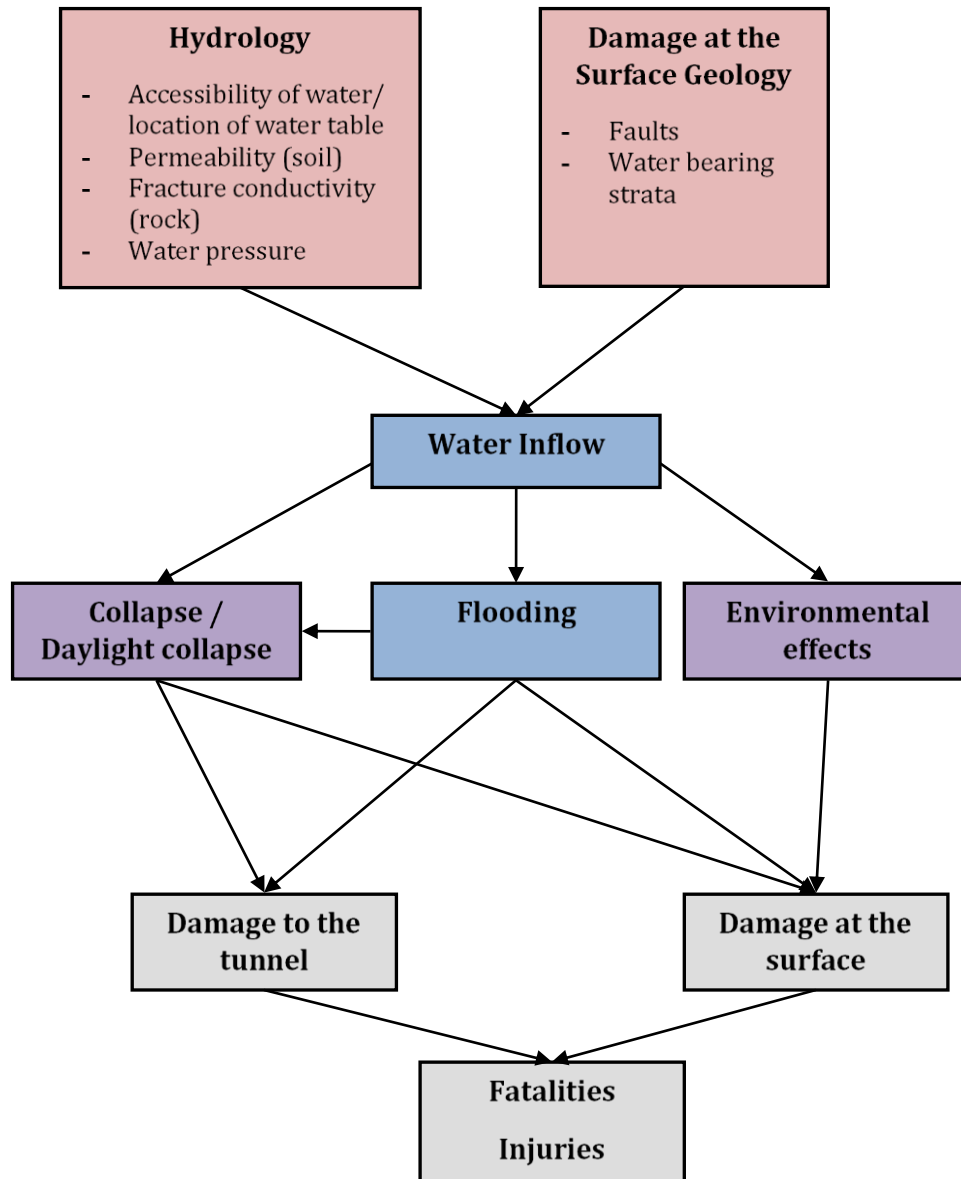 Hydrology
- Accessibility of water/
location of water table
- Permeability (soil)
- Fracture conductivity
(rock)
- Water pressure
Damage at the
Surface Geology
- Faults
- Water bearing
strata
Water Inflow
Collapse /
Daylight collapse
Flooding
Environmental
effects
Damage to the
tunnel
Damage at the
surface
Fatalities
Injuries